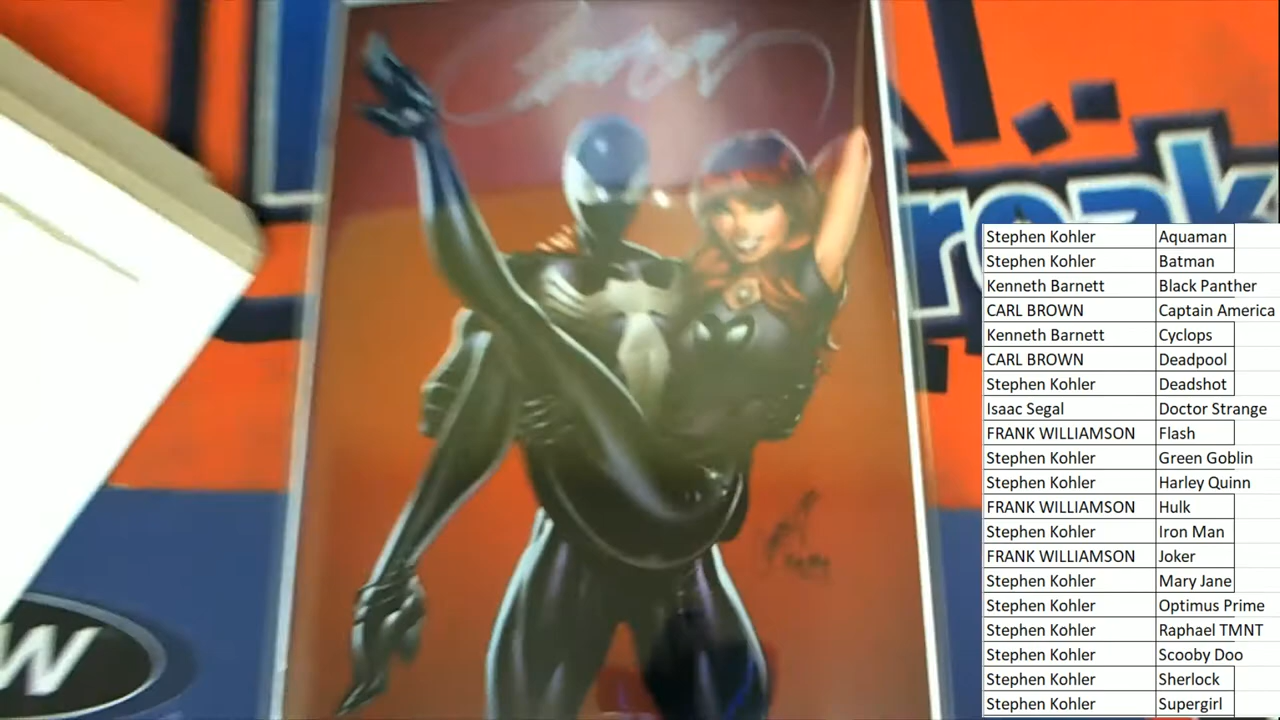 reak
W
Stephen Kohler Aquaman
Stephen Kohler Batman
Kenneth Barnett Black Panther
CARL BROWN Captain America
Kenneth Barnett Cyclops
CARL BROWN Deadpool
Stephen Kohler Deadshot
Isaac Segal Doctor Strange
FRANK WILLIAMSON Flash
Stephen Kohler Green Goblin
Stephen Kohler Harley Quinn
FRANK WILLIAMSON Hulk
Stephen Kohler Iron Man
FRANK WILLIAMSON Joker
Stephen Kohler Mary Jane
Stephen Kohler Optimus Prime
Stephen Kohler Raphael TMNT
Stephen Kohler Scooby Doo
Stephen Kohler Sherlock
Stephen Kohler Supergirl